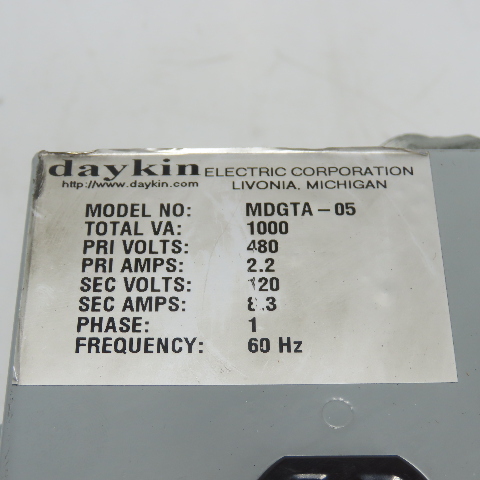 daykin ELECTRIC CORPORATION
http://www.daykin.com LIVONIA, MICHIGAN
MODEL NO: MDGTA-05
TOTAL VA: 1000
PRI VOLTS: 480
PRI AMPS: 2.2
SEC VOLTS: 120
SEC AMPS: 8.3
PHASE: 1
FREQUENCY: 60 Hz